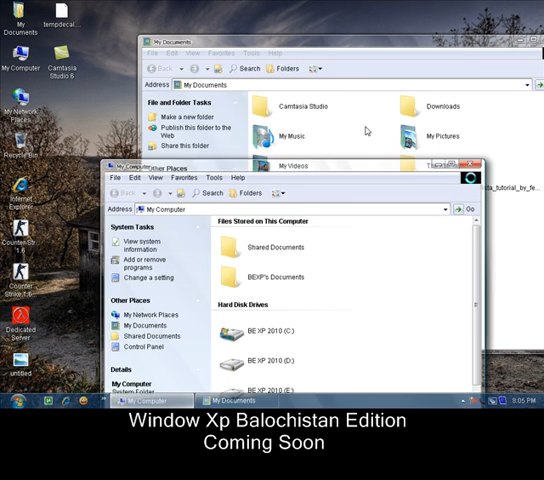 My Documents
tempdecal....
My Computer
Camtasia Studio 6
My Network Places
Recycle Bin
Internet Explorer
Counter-Str... 1.6
Counter Strike 1.6
Dedicated Server
untitled
My Documents
File Edit View Favorites Tools Help
Back Search Folders
Address My Documents Go
File and Folder Tasks
Make a new folder
Publish this folder to the Web
Share this folder
Other Places
Camtasia Studio
Downloads
My Music
My Pictures
My Videos
My Computer
File Edit View Favorites Tools Help
Back Search Folders
Address My Computer Go
System Tasks
View system information
Add or remove programs
Change a setting
Other Places
My Network Places
My Documents
Shared Documents
Control Panel
Details
My Computer
System Folder
Files Stored on This Computer
Shared Documents
BEXP's Documents
Hard Disk Drives
BE XP 2010 (C:)
BE XP 2010 (D:)
BE XP 2010 (E:)
My Computer
My Documents
8:05 PM
Window Xp Balochistan Edition
Coming Soon